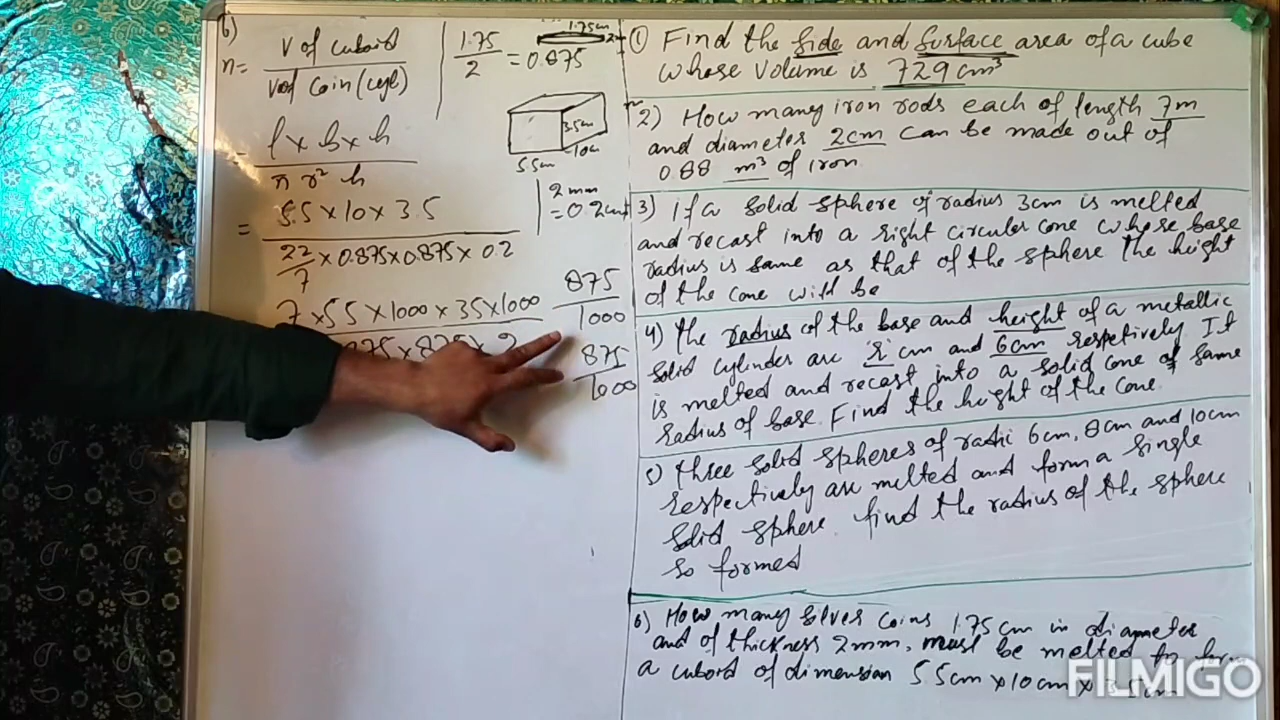 6)
n = V of cuboid
V of Coin (cyl)
1.75
2
= 0.875
1.75cm
3.5cm
10cm
5.5cm
= l × b × h
π r² h
2mm
= 0.2cm
= 5.5 × 10 × 3.5
22/7 × 0.875 × 0.875 × 0.2
7 × 55 × 1000 × 35 × 1000
875 × 2
875
1000
875
1000
① Find the side and surface area of a cube
whose volume is 729 cm³
2) How many iron rods each of length 7m
and diameter 2cm can be made out of
088 m³ of iron
3) If a solid sphere of radius 3cm is melted
and recast into a right circular cone whose base
radius is same as that of the sphere the height
of the cone will be
4) the radius of the base and height of a metallic
solid cylinder are r cm and 6cm respetively It
is melted and recast into a solid cone of same
radius of base. Find the height of the cone.
5) three solid spheres of radii 6cm, 8cm and 10cm
respectively are melted and form a single
solid sphere. find the radius of the sphere
so formed
6) How many silver coins 1.75 cm in diameter
and of thickness 2mm, must be melted to form
a cuboid of dimension 5.5cm × 10cm × 3.5cm
FILMIGO